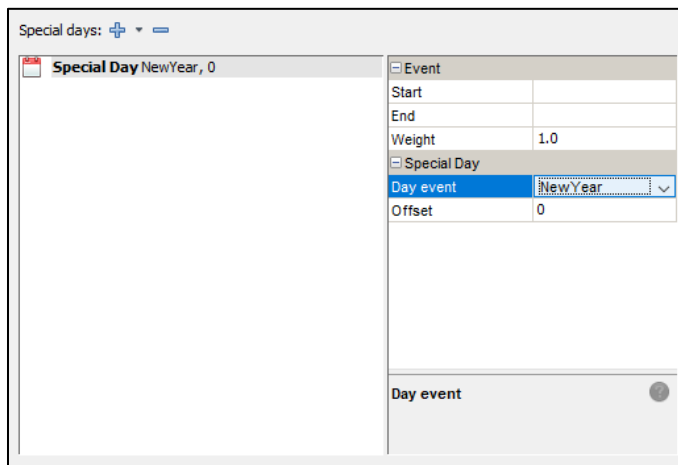 Special days:
Special Day NewYear, 0
Event
Start
End
Weight 1.0
Special Day
Day event NewYear
Offset 0
Day event
?